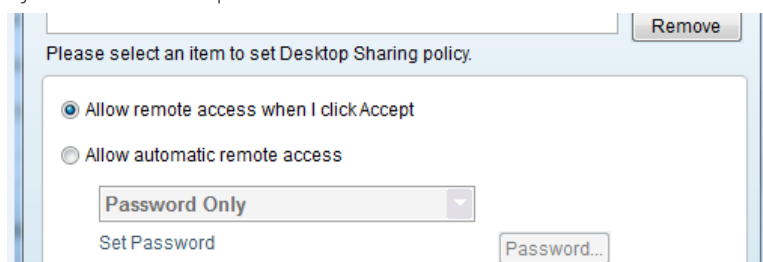 Remove
Please select an item to set Desktop Sharing policy.
Allow remote access when I click Accept
Allow automatic remote access
Password Only
Set Password
Password...